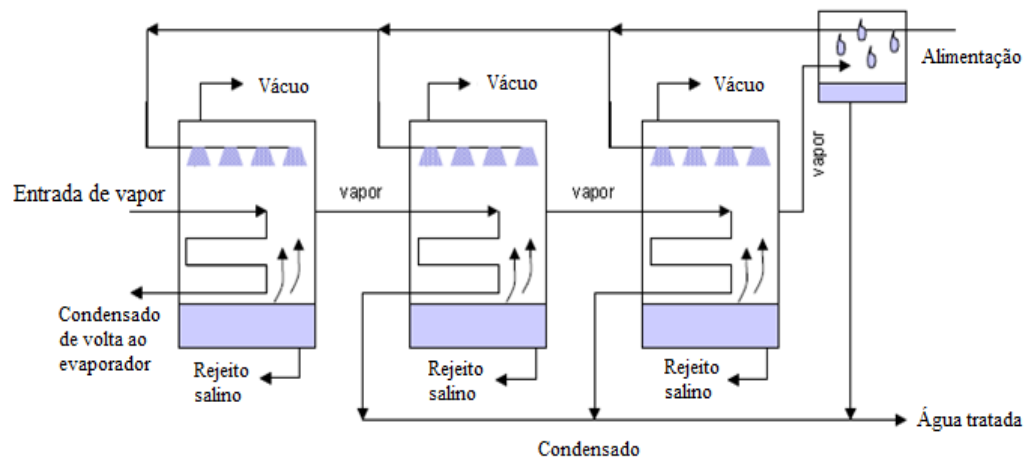 Alimentação
Vácuo
Vácuo
Vácuo
vapor
Entrada de vapor
vapor
vapor
Condensado
de volta ao
evaporador
Rejeito
salino
Rejeito
salino
Rejeito
salino
Água tratada
Condensado